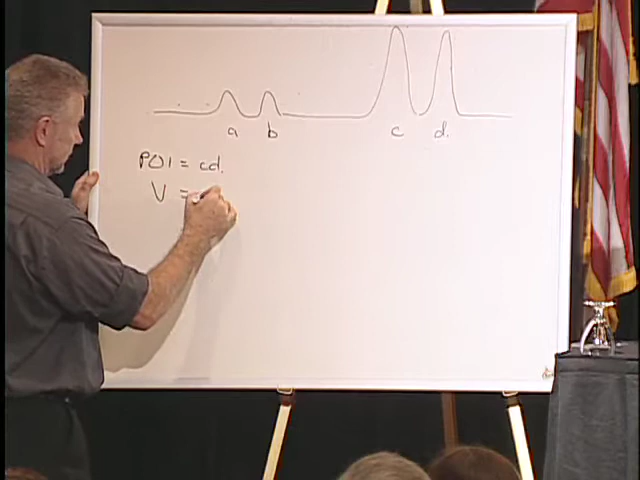 a b c d.
POI = cd.
V =